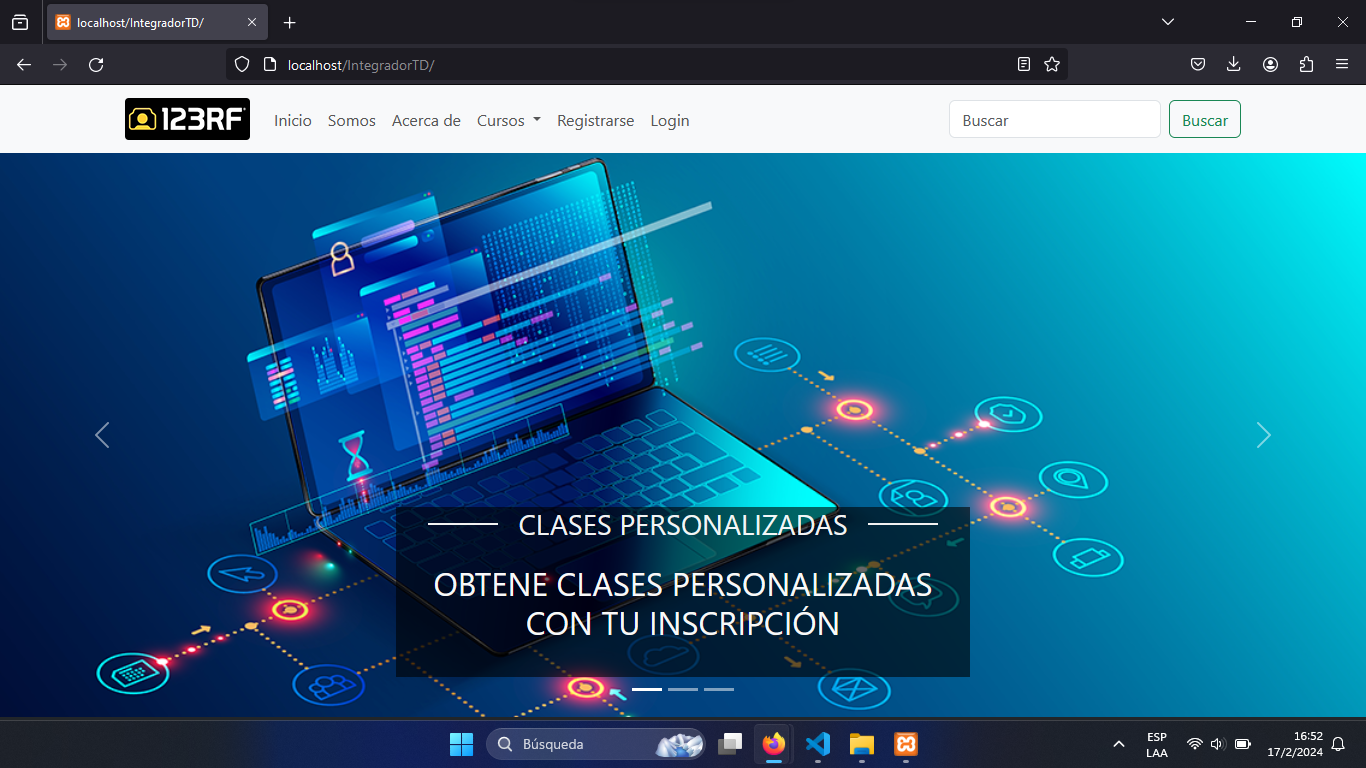 localhost/IntegradorTD/
localhost/IntegradorTD/
123RF
Inicio Somos Acerca de Cursos Registrarse Login
Buscar Buscar
CLASES PERSONALIZADAS
OBTENE CLASES PERSONALIZADAS
CON TU INSCRIPCIÓN
Búsqueda
ESP
LAA
16:52
17/2/2024